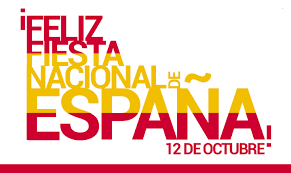 ¡FELIZ
FIESTA
NACIONAL DE
ESPAÑA!
12 DE OCTUBRE